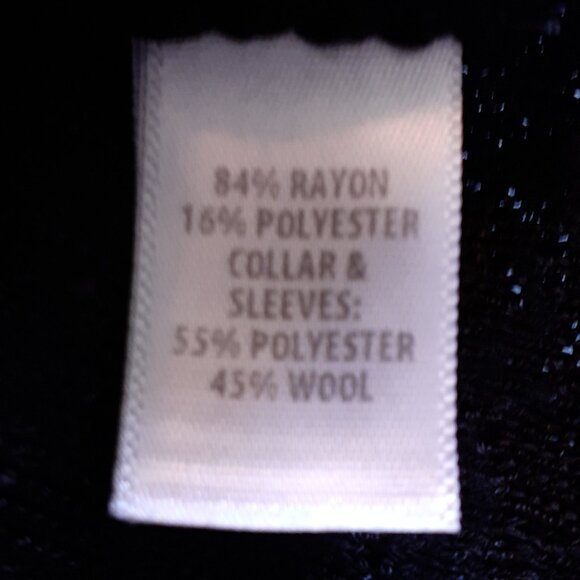 84% RAYON
16% POLYESTER
COLLAR &
SLEEVES:
55% POLYESTER
45% WOOL